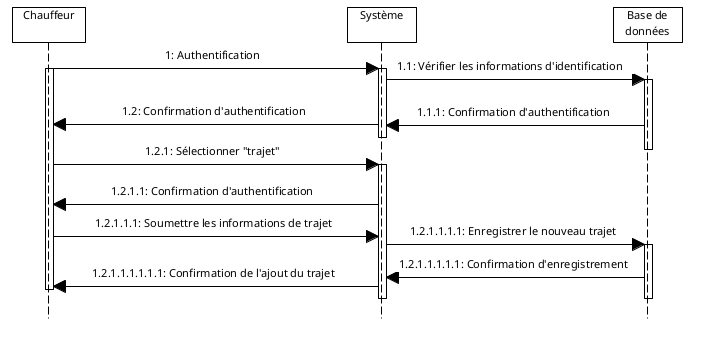 Chauffeur
Système
Base de
données
1: Authentification
1.1: Vérifier les informations d'identification
1.2: Confirmation d'authentification
1.1.1: Confirmation d'authentification
1.2.1: Sélectionner "trajet"
1.2.1.1: Confirmation d'authentification
1.2.1.1.1: Soumettre les informations de trajet
1.2.1.1.1.1: Enregistrer le nouveau trajet
1.2.1.1.1.1.1: Confirmation d'enregistrement
1.2.1.1.1.1.1.1: Confirmation de l'ajout du trajet